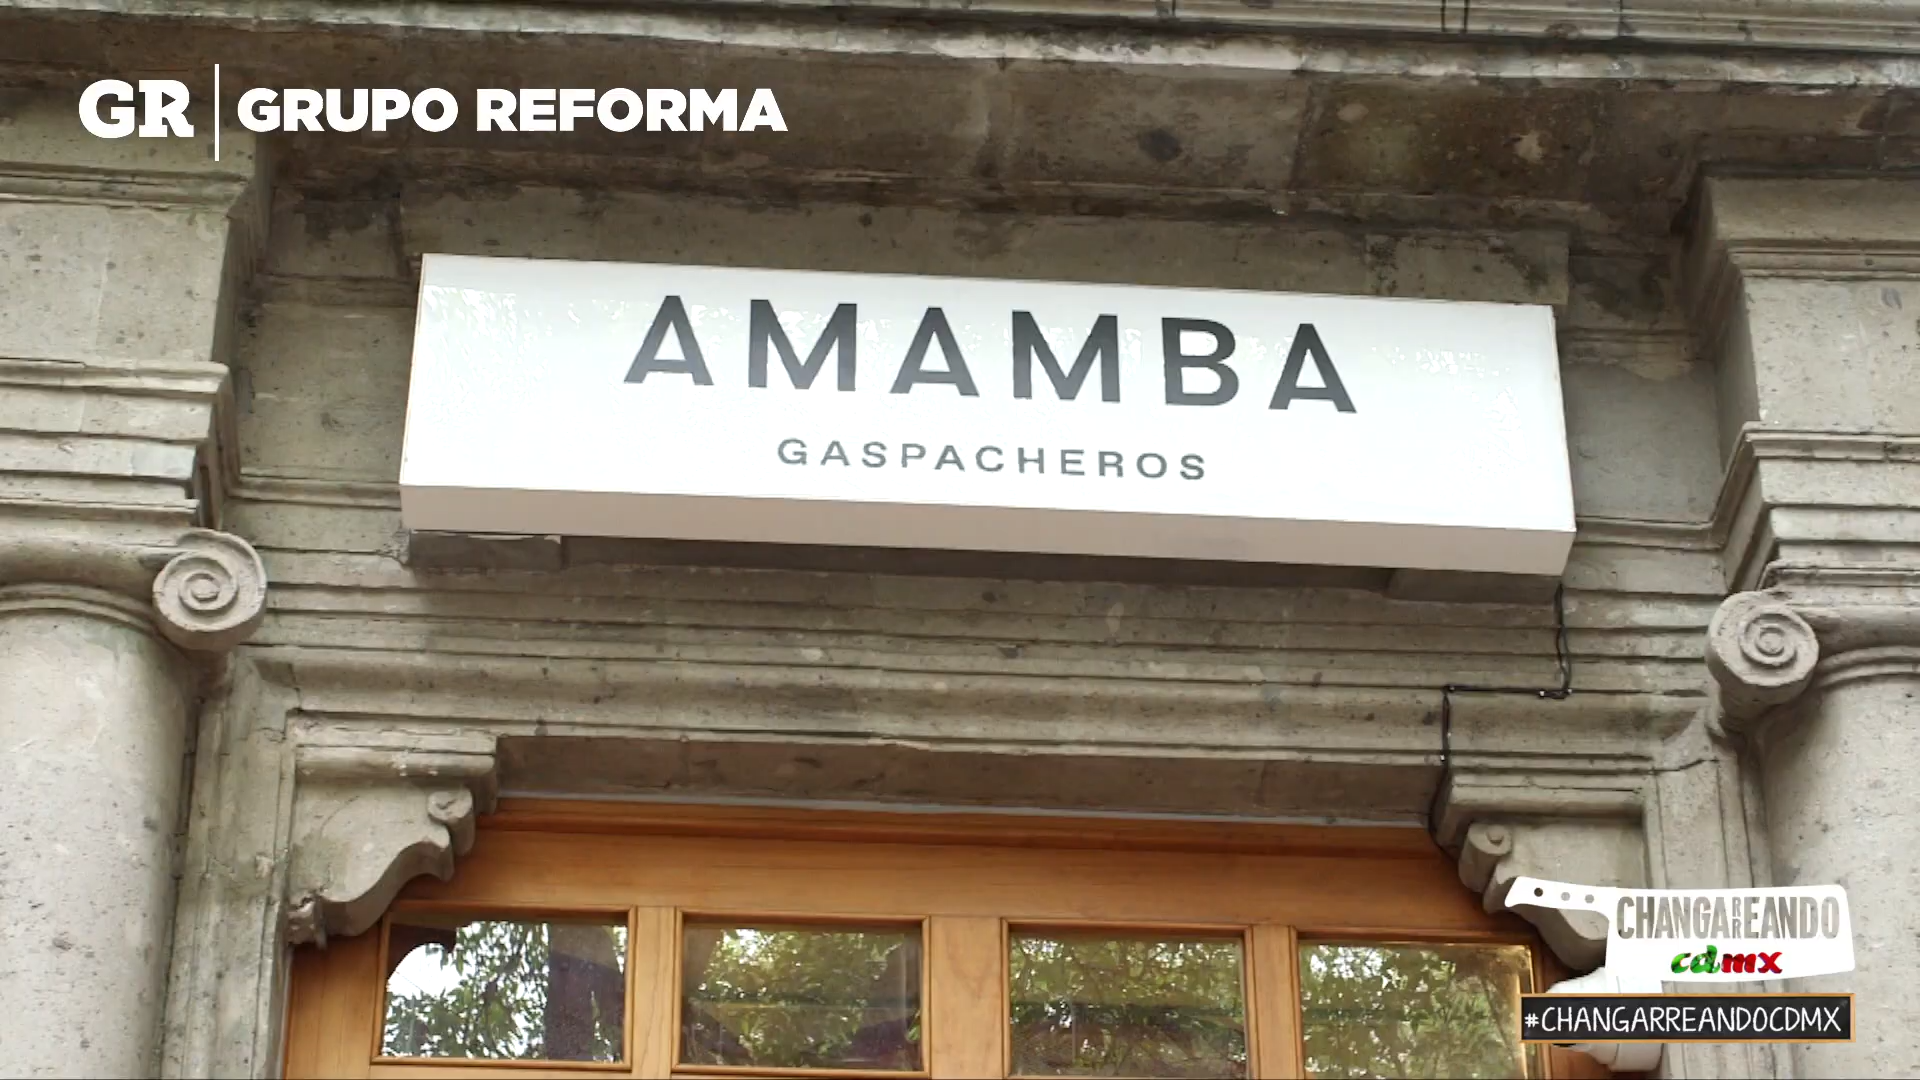 GR | GRUPO REFORMA
AMAMBA
GASPACHEROS
CHANGARREANDO
cdmx
#CHANGARREANDOCDMX